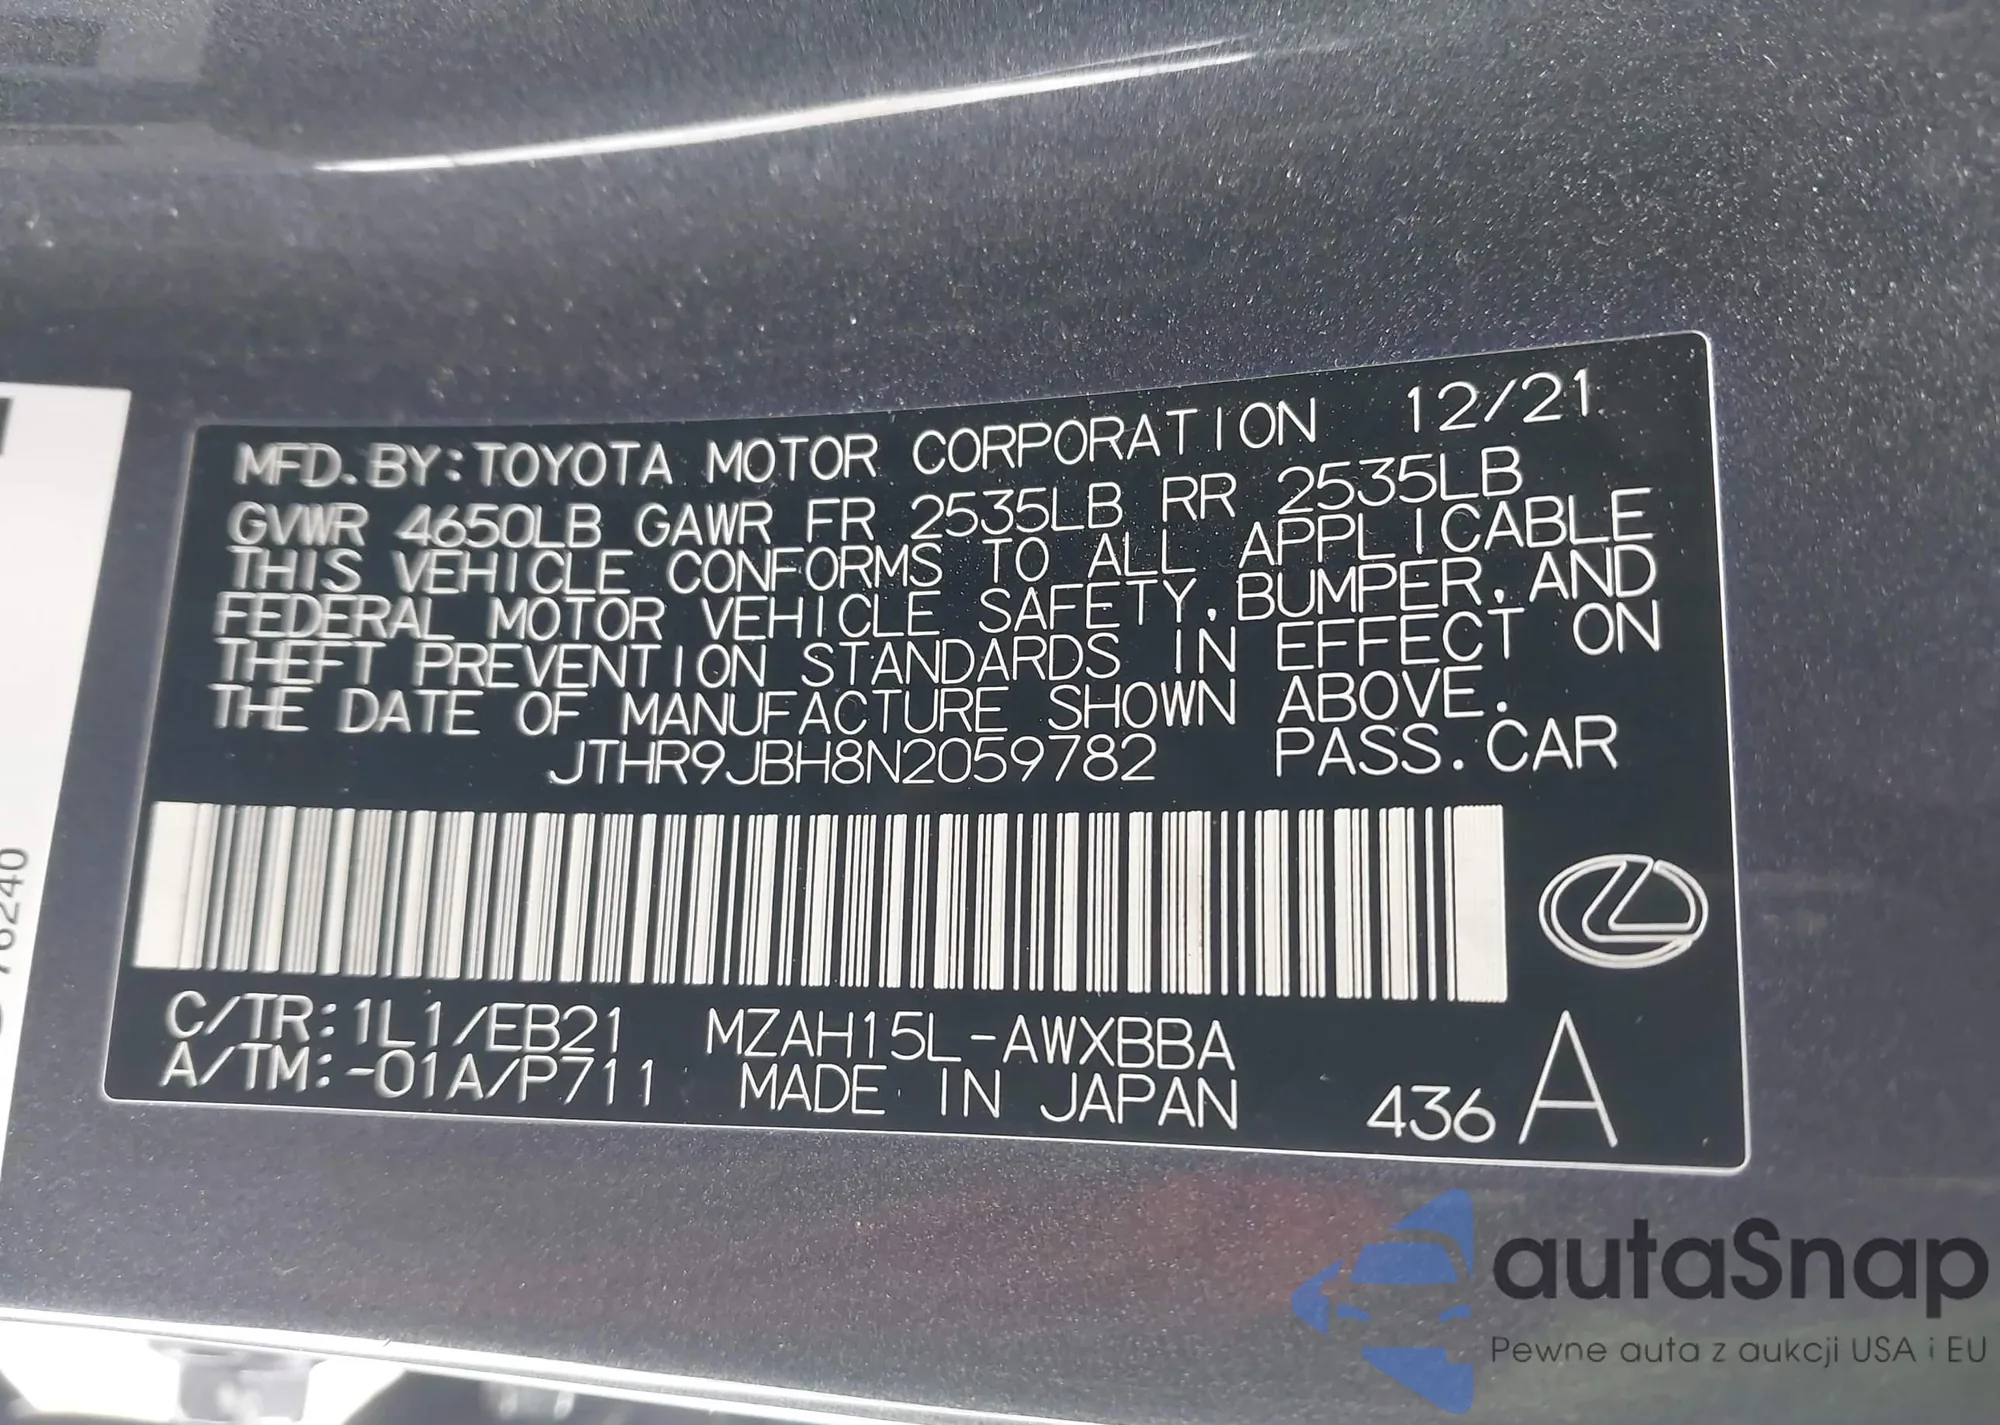 MFD.BY:TOYOTA MOTOR CORPORATION 12/21
GVWR 4650LB GAWR FR 2535LB RR 2535LB
THIS VEHICLE CONFORMS TO ALL APPLICABLE
FEDERAL MOTOR VEHICLE SAFETY, BUMPER, AND
THEFT PREVENTION STANDARDS IN EFFECT ON
THE DATE OF MANUFACTURE SHOWN ABOVE.
JTHR9JBH8N2059782 PASS. CAR
C/TR:1L1/EB21 MZAH15L-AWXBBA
A/TM:-01A/P711 MADE IN JAPAN 436 A
76240
autaSnap
Pewne auta z aukcji USA i EU